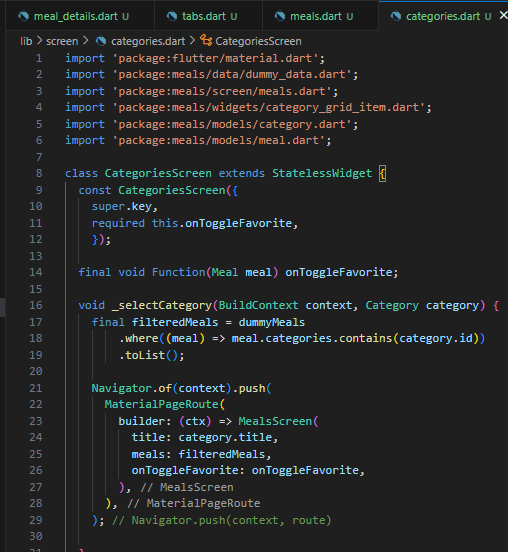 meal_details.dart tabs.dart meals.dart categories.dart
lib > screen > categories.dart > CategoriesScreen
1 import 'package:flutter/material.dart';
2 import 'package:meals/data/dummy_data.dart';
3 import 'package:meals/screen/meals.dart';
4 import 'package:meals/widgets/category_grid_item.dart';
5 import 'package:meals/models/category.dart';
6 import 'package:meals/models/meal.dart';
7
8 class CategoriesScreen extends StatelessWidget {
9   const CategoriesScreen({
10     super.key,
11     required this.onToggleFavorite,
12     });
13
14   final void Function(Meal meal) onToggleFavorite;
15
16   void _selectCategory(BuildContext context, Category category) {
17     final filteredMeals = dummyMeals
18         .where((meal) => meal.categories.contains(category.id))
19         .toList();
20
21     Navigator.of(context).push(
22       MaterialPageRoute(
23         builder: (ctx) => MealsScreen(
24           title: category.title,
25           meals: filteredMeals,
26           onToggleFavorite: onToggleFavorite,
27         ), // MealsScreen
28       ), // MaterialPageRoute
29     ); // Navigator.push(context, route)
30